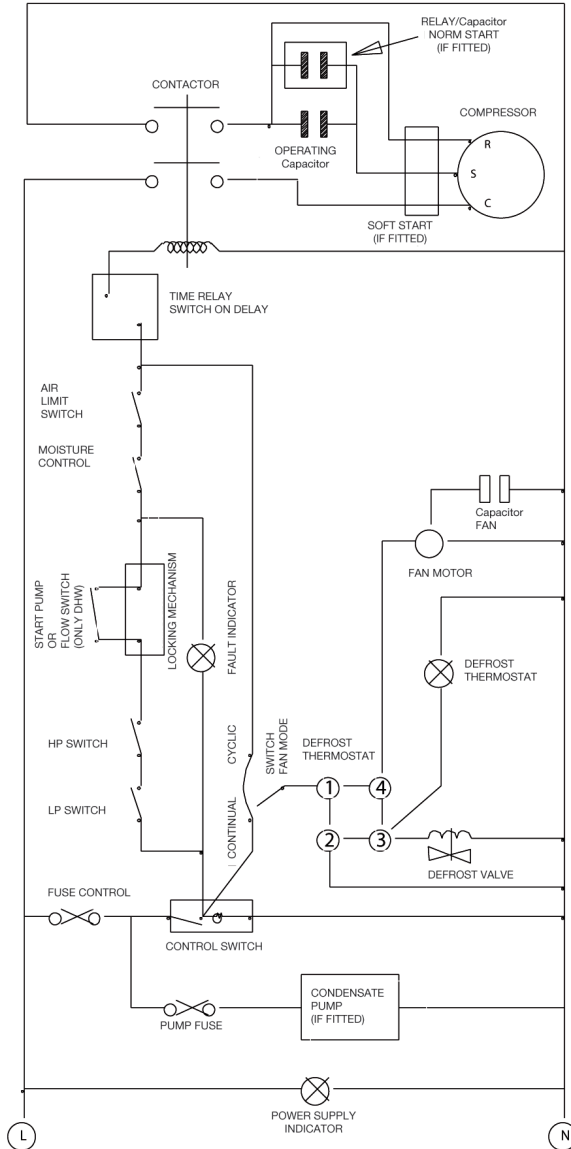 RELAY/Capacitor
NORM START
(IF FITTED)
CONTACTOR
COMPRESSOR
R
S
C
OPERATING
Capacitor
SOFT START
(IF FITTED)
TIME RELAY
SWITCH ON DELAY
AIR
LIMIT
SWITCH
MOISTURE
CONTROL
Capacitor
FAN
FAN MOTOR
START PUMP
OR
FLOW SWITCH
(ONLY DHW)
LOCKING MECHANISM
FAULT INDICATOR
DEFROST
THERMOSTAT
HP SWITCH
CYCLIC
SWITCH
FAN MODE
DEFROST
THERMOSTAT
1
4
LP SWITCH
CONTINUAL
2
3
DEFROST VALVE
FUSE CONTROL
CONTROL SWITCH
CONDENSATE
PUMP
(IF FITTED)
PUMP FUSE
POWER SUPPLY
INDICATOR
L
N